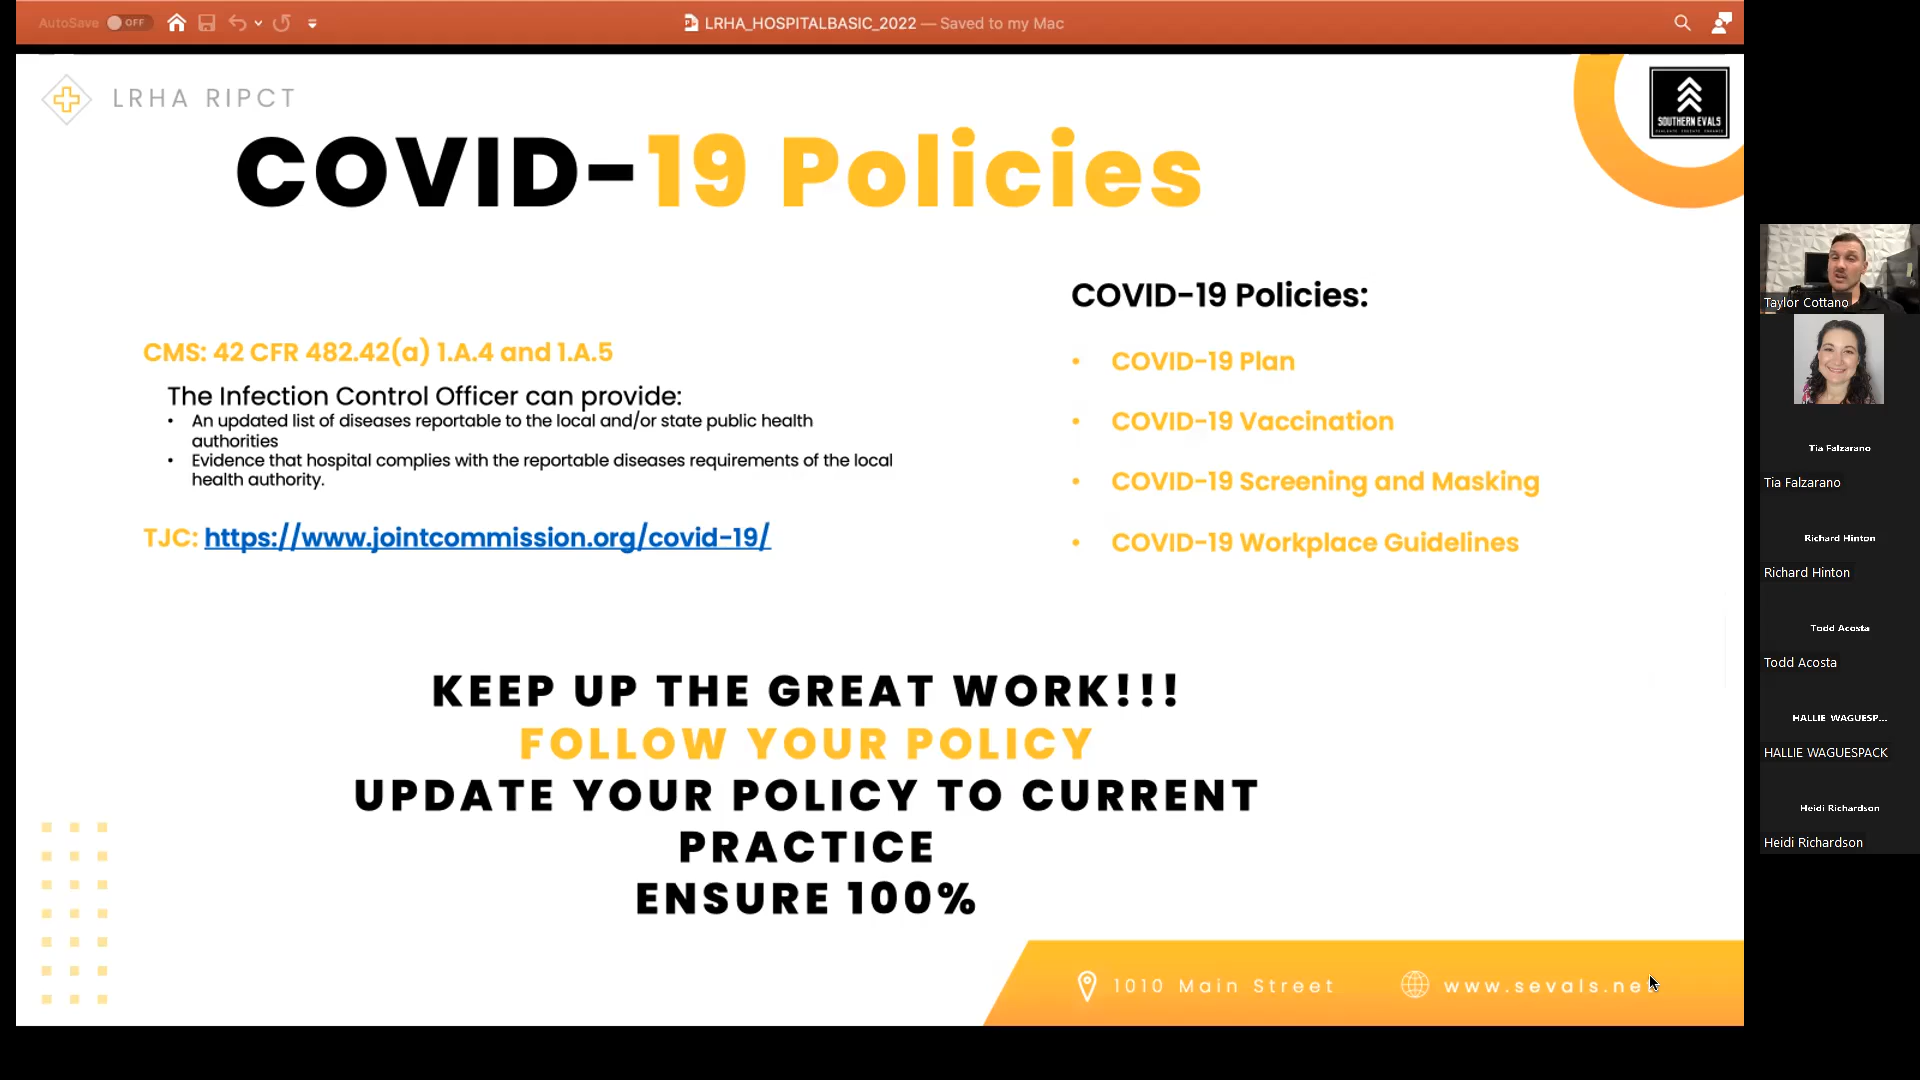 AutoSave OFF
LRHA_HOSPITALBASIC_2022 — Saved to my Mac
LRHA RIPCT
COVID-19 Policies
SOUTHERN EVALS
CMS: 42 CFR 482.42(a) 1.A.4 and 1.A.5
The Infection Control Officer can provide:
• An updated list of diseases reportable to the local and/or state public health
authorities
• Evidence that hospital complies with the reportable diseases requirements of the local
health authority.
TJC: https://www.jointcommission.org/covid-19/
COVID-19 Policies:
• COVID-19 Plan
• COVID-19 Vaccination
• COVID-19 Screening and Masking
• COVID-19 Workplace Guidelines
KEEP UP THE GREAT WORK!!!
FOLLOW YOUR POLICY
UPDATE YOUR POLICY TO CURRENT
PRACTICE
ENSURE 100%
1010 Main Street
www.sevals.net
Taylor Cottano
Tia Falzarano
Tia Falzarano
Richard Hinton
Richard Hinton
Todd Acosta
Todd Acosta
HALLIE WAGUESP...
HALLIE WAGUESPACK
Heidi Richardson
Heidi Richardson